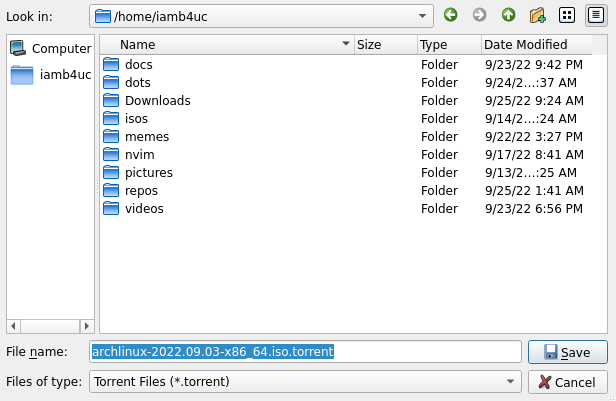 Look in: /home/iamb4uc
Computer
iamb4uc
Name Size Type Date Modified
docs Folder 9/23/22 9:42 PM
dots Folder 9/24/2...:37 AM
Downloads Folder 9/25/22 9:24 AM
isos Folder 9/14/2...:24 AM
memes Folder 9/22/22 3:27 PM
nvim Folder 9/17/22 8:41 AM
pictures Folder 9/13/2...:25 AM
repos Folder 9/25/22 1:41 AM
videos Folder 9/23/22 6:56 PM
File name: archlinux-2022.09.03-x86_64.iso.torrent Save
Files of type: Torrent Files (*.torrent) Cancel